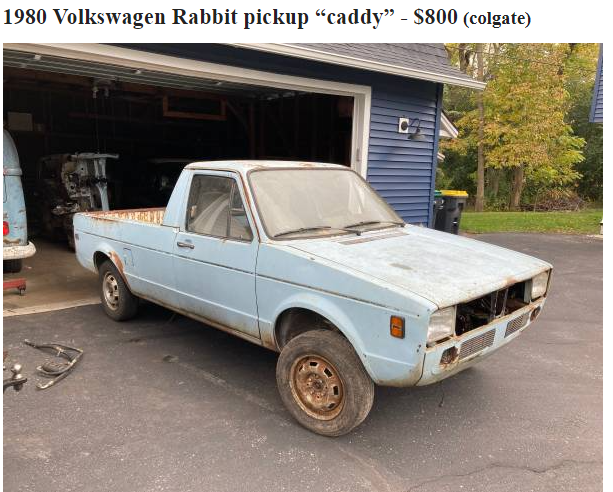 1980 Volkswagen Rabbit pickup “caddy” - $800 (colgate)